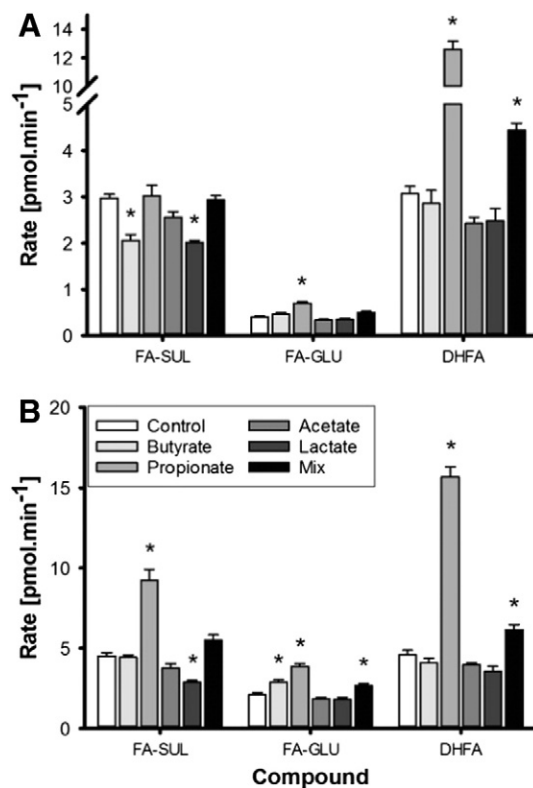 A
Rate [pmol.min⁻¹]
14
12
10
5
4
3
2
1
0
*
*
*
*
*
FA-SUL
FA-GLU
DHFA
B
Rate [pmol.min⁻¹]
20
15
10
5
0
Control
Acetate
Butyrate
Lactate
Propionate
Mix
*
*
*
*
*
*
*
FA-SUL
FA-GLU
DHFA
Compound